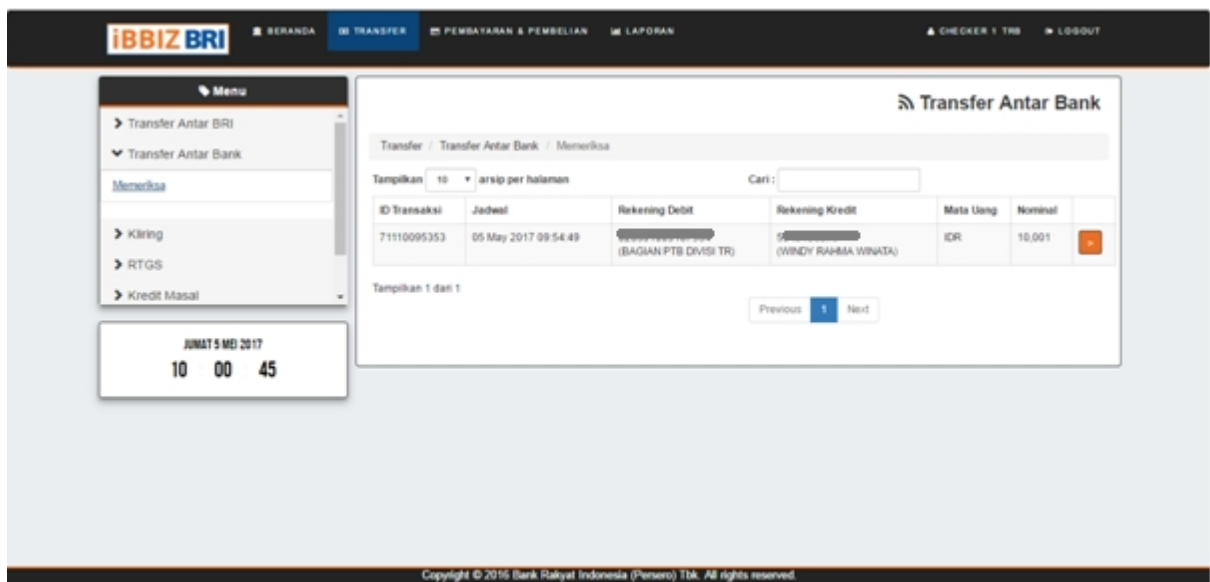 iBBIZ BRI
BERANDA
TRANSFER
PEMBAYARAN & PEMBELIAN
LAPORAN
CHECKER 1 TRB
LOGOUT
Menu
Transfer Antar BRI
Transfer Antar Bank
Memeriksa
Kliring
RTGS
Kredit Masal
JUMAT 5 MEI 2017
10 00 45
Transfer Antar Bank
Transfer / Transfer Antar Bank / Memeriksa
Tampilkan 10 arsip per halaman Cari :
ID Transaksi Jadwal Rekening Debit Rekening Kredit Mata Uang Nominal
71110095353 05 May 2017 09:54:49 IDR 10,001
(BAGIAN PTB DIVISI TR) (WINDY RAHMA WINATA)
Tampilkan 1 dari 1
Previous 1 Next
Copyright © 2016 Bank Rakyat Indonesia (Persero) Tbk. All rights reserved.